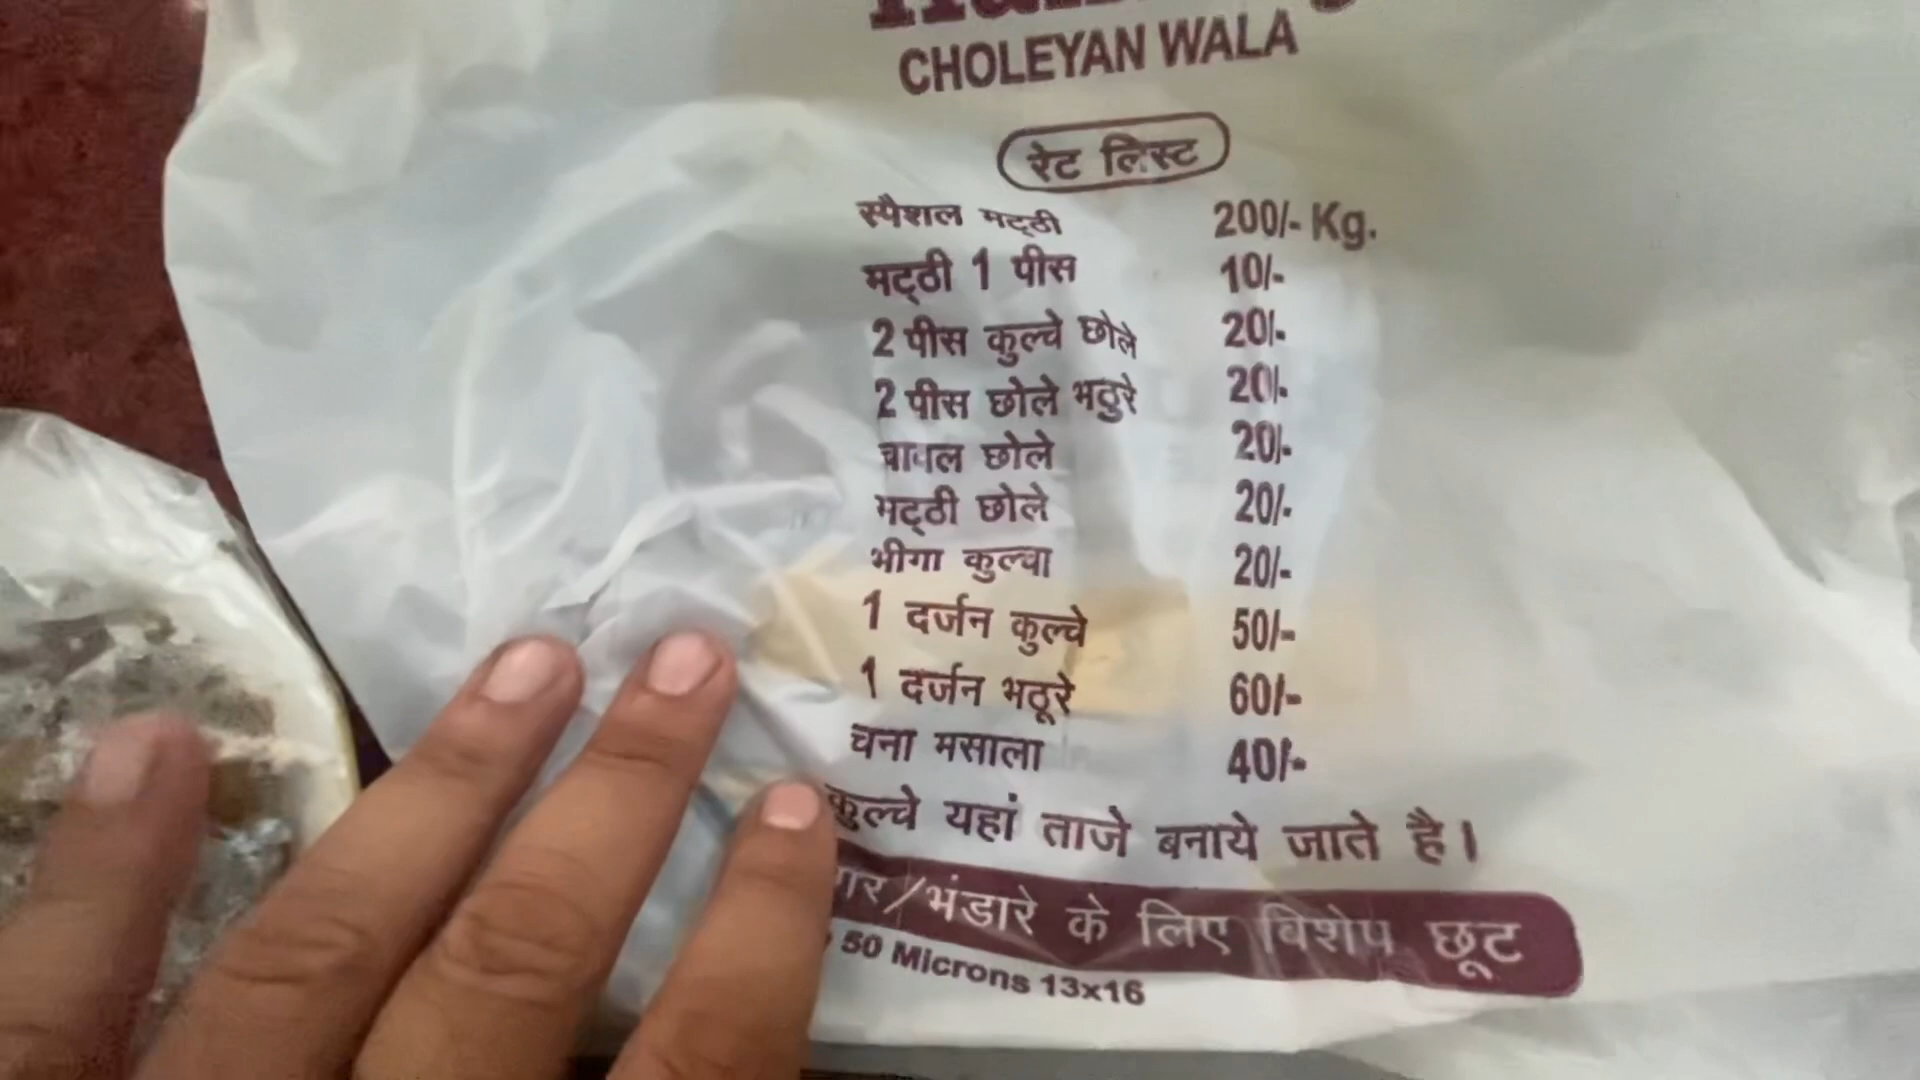 CHOLEYAN WALA
रेट लिस्ट
स्पैशल मट्ठी 200/- Kg.
मट्ठी 1 पीस 10/-
2 पीस कुल्चे छोले 20/-
2 पीस छोले भठुरे 20/-
चावल छोले 20/-
मट्ठी छोले 20/-
भीगा कुल्चा 20/-
1 दर्जन कुल्चे 50/-
1 दर्जन भठूरे 60/-
चना मसाला 40/-
कुल्चे यहां ताजे बनाये जाते है।
भंडारे के लिए विशेष छूट
50 Microns 13x16